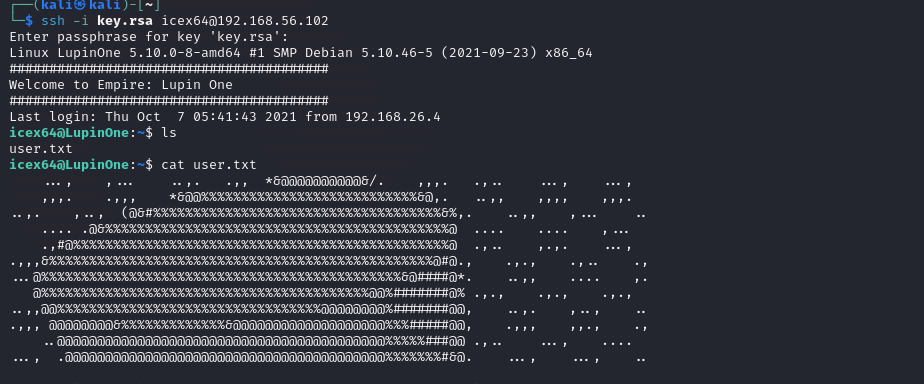 ┌──(kali㉿kali)-[~]
└─$ ssh -i key.rsa icex64@192.168.56.102
Enter passphrase for key 'key.rsa':
Linux LupinOne 5.10.0-8-amd64 #1 SMP Debian 5.10.46-5 (2021-09-23) x86_64
########################################
Welcome to Empire: Lupin One
########################################
Last login: Thu Oct  7 05:41:43 2021 from 192.168.26.4
icex64@LupinOne:~$ ls
user.txt
icex64@LupinOne:~$ cat user.txt